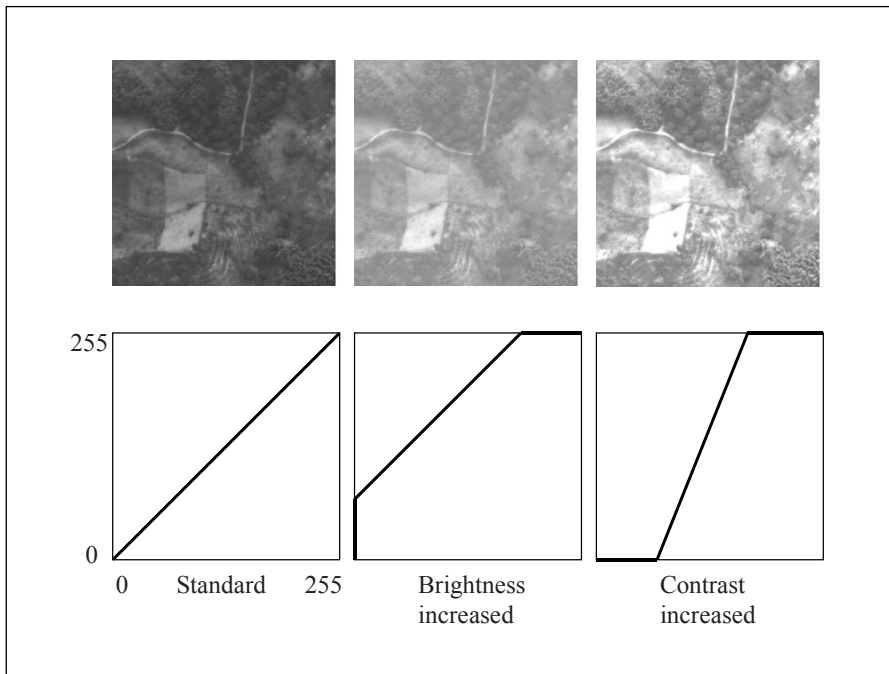 255
0
0 Standard 255
Brightness
increased
Contrast
increased